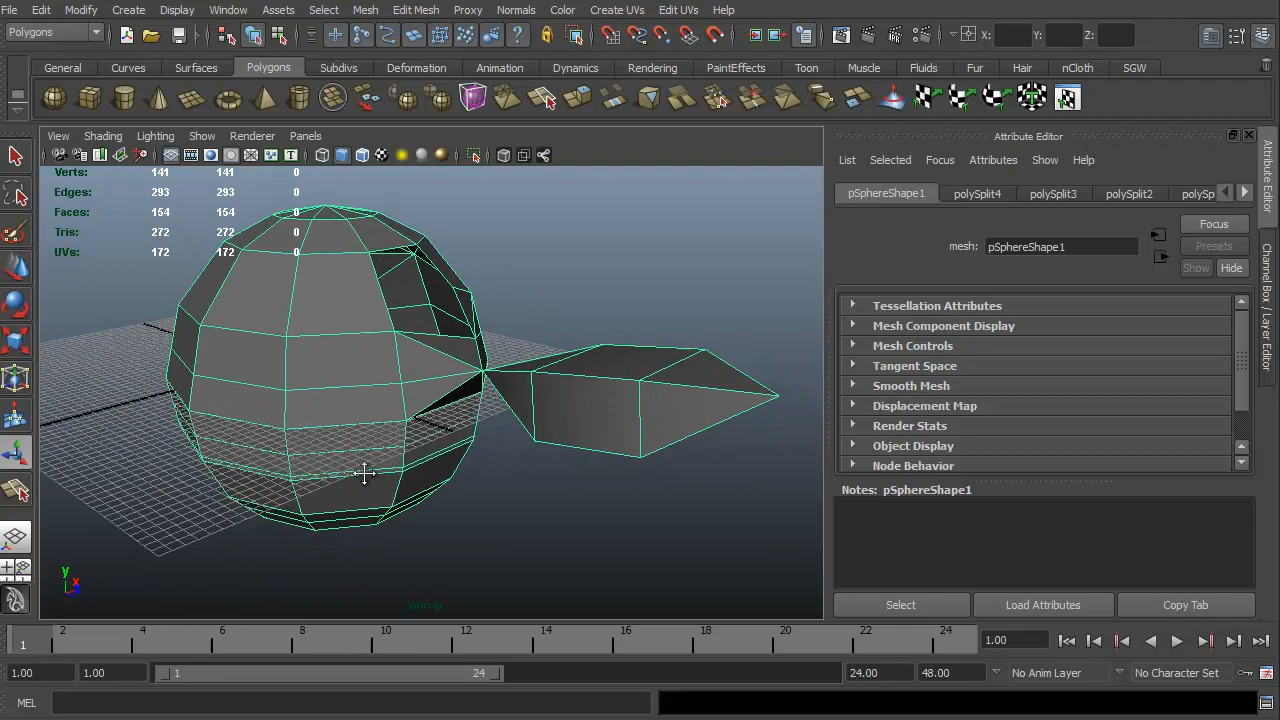 File Edit Modify Create Display Window Assets Select Mesh Edit Mesh Proxy Normals Color Create UVs Edit UVs Help
Polygons X: Y: Z:
General Curves Surfaces Polygons Subdivs Deformation Animation Dynamics Rendering PaintEffects Toon Muscle Fluids Fur Hair nCloth SGW
View Shading Lighting Show Renderer Panels
Verts: 141 141 0
Edges: 293 293 0
Faces: 154 154 0
Tris: 272 272 0
UVs: 172 172 0
y
x
persp
Attribute Editor
List Selected Focus Attributes Show Help
pSphereShape1 polySplit4 polySplit3 polySplit2 polySp
Focus
mesh: pSphereShape1
Presets
Show Hide
Tessellation Attributes
Mesh Component Display
Mesh Controls
Tangent Space
Smooth Mesh
Displacement Map
Render Stats
Object Display
Node Behavior
Notes: pSphereShape1
Select Load Attributes Copy Tab
Attribute Editor
Channel Box / Layer Editor
1 2 4 6 8 10 12 14 16 18 20 22 24 1.00
1.00 1.00 1 24 24.00 48.00 No Anim Layer No Character Set
MEL